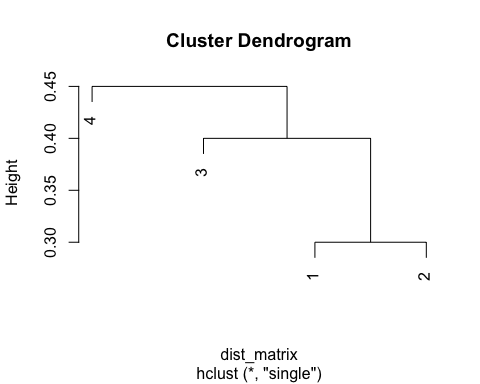 Cluster Dendrogram
Height
0.45
0.40
0.35
0.30
4
3
1
2
dist_matrix
hclust (*, "single")